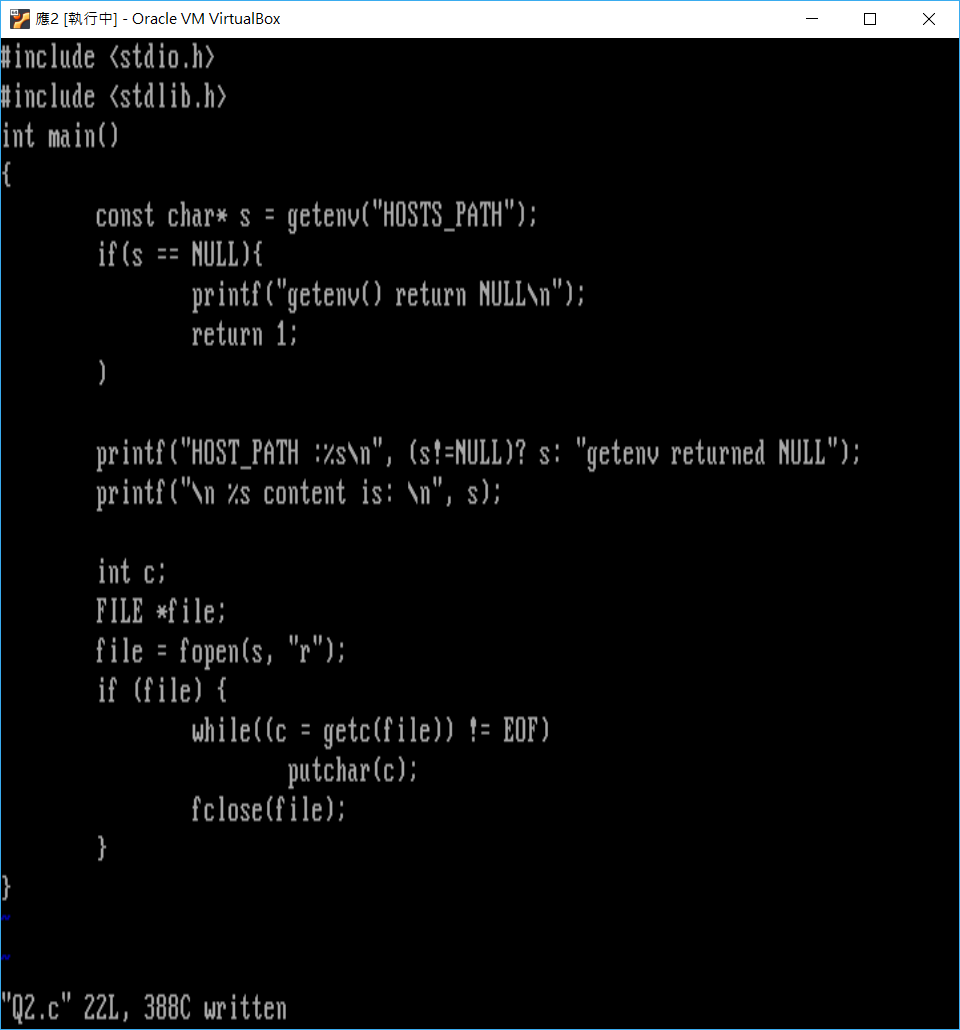 應2 [執行中] - Oracle VM VirtualBox
#include <stdio.h>
#include <stdlib.h>
int main()
{
        const char* s = getenv("HOSTS_PATH");
        if(s == NULL){
                printf("getenv() return NULL\n");
                return 1;
        )

        printf("HOST_PATH :%s\n", (s!=NULL)? s: "getenv returned NULL");
        printf("\n %s content is: \n", s);

        int c;
        FILE *file;
        file = fopen(s, "r");
        if (file) {
                while((c = getc(file)) != EOF)
                        putchar(c);
                fclose(file);
        }
}
~
~
"Q2.c" 22L, 388C written